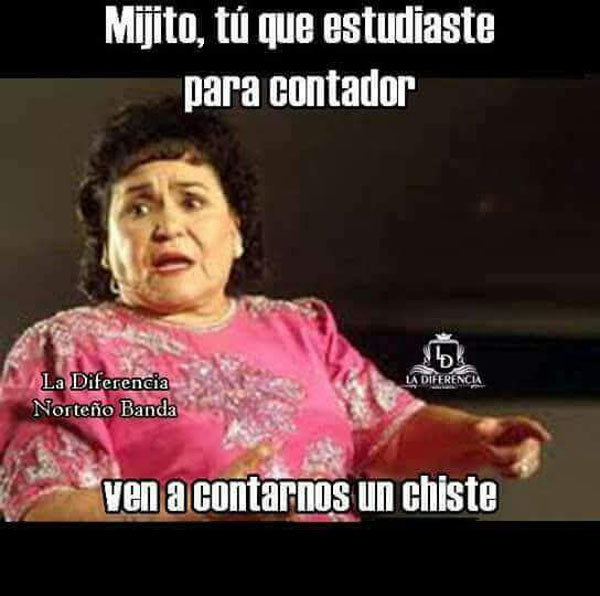 Mijito, tú que estudiaste
para contador
LD
LA DIFERENCIA
La Diferencia
Norteño Banda
ven a contarnos un chiste